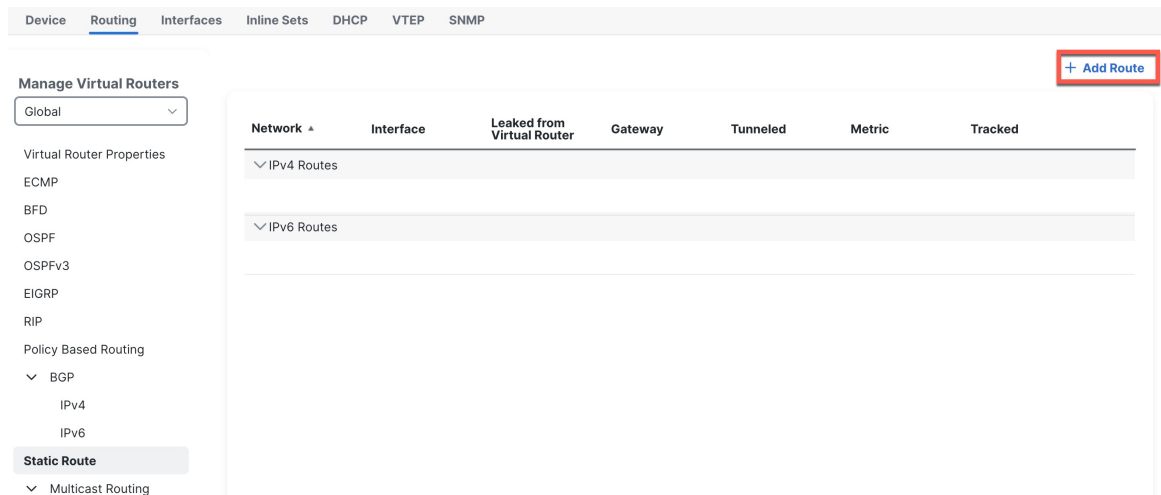 Device Routing Interfaces Inline Sets DHCP VTEP SNMP
+ Add Route
Manage Virtual Routers
Global
Network Interface Leaked from Virtual Router Gateway Tunneled Metric Tracked
Virtual Router Properties
IPv4 Routes
ECMP
BFD
IPv6 Routes
OSPF
OSPFv3
EIGRP
RIP
Policy Based Routing
BGP
IPv4
IPv6
Static Route
Multicast Routing